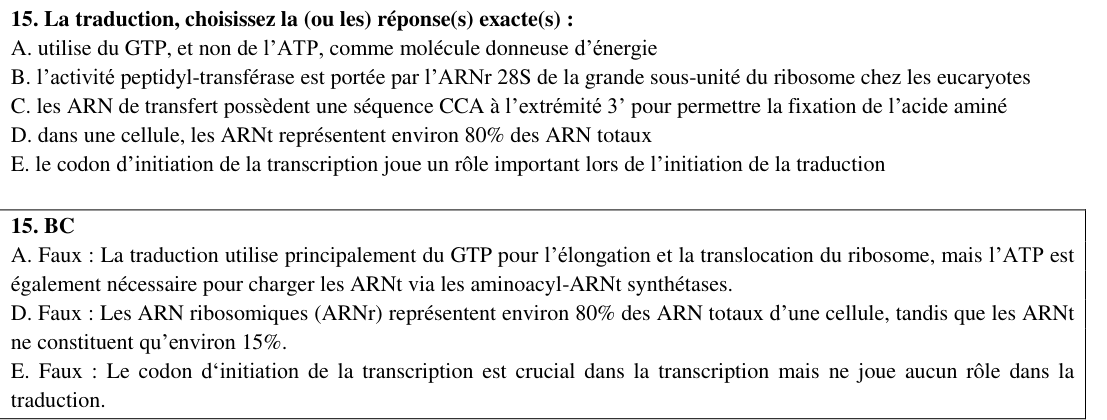 15. La traduction, choisissez la (ou les) réponse(s) exacte(s) :
A. utilise du GTP, et non de l’ATP, comme molécule donneuse d’énergie
B. l’activité peptidyl-transférase est portée par l’ARNr 28S de la grande sous-unité du ribosome chez les eucaryotes
C. les ARN de transfert possèdent une séquence CCA à l’extrémité 3’ pour permettre la fixation de l’acide aminé
D. dans une cellule, les ARNt représentent environ 80% des ARN totaux
E. le codon d’initiation de la transcription joue un rôle important lors de l’initiation de la traduction
15. BC
A. Faux : La traduction utilise principalement du GTP pour l’élongation et la translocation du ribosome, mais l’ATP est
également nécessaire pour charger les ARNt via les aminoacyl-ARNt synthétases.
D. Faux : Les ARN ribosomiques (ARNr) représentent environ 80% des ARN totaux d’une cellule, tandis que les ARNt
ne constituent qu’environ 15%.
E. Faux : Le codon d‘initiation de la transcription est crucial dans la transcription mais ne joue aucun rôle dans la
traduction.